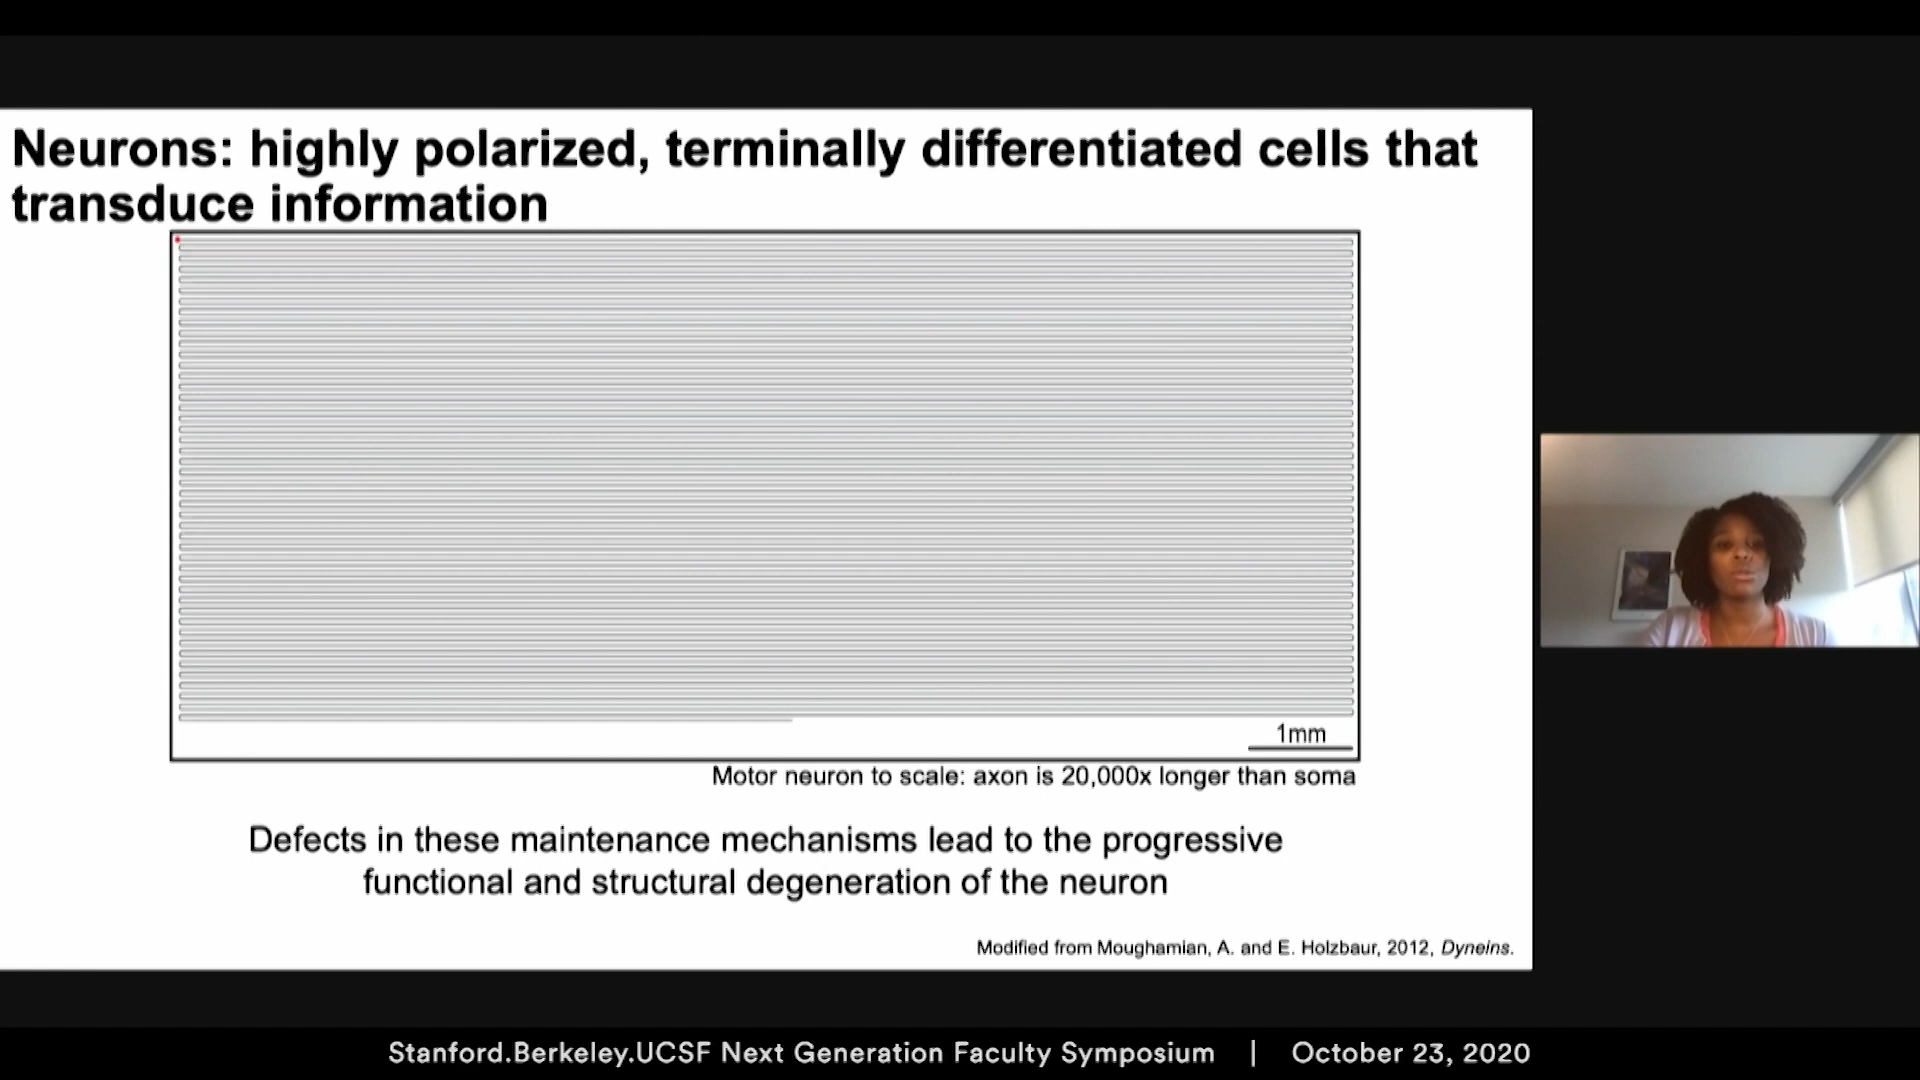 Neurons: highly polarized, terminally differentiated cells that
transduce information
1mm
Motor neuron to scale: axon is 20,000x longer than soma
Defects in these maintenance mechanisms lead to the progressive
functional and structural degeneration of the neuron
Modified from Moughamian, A. and E. Holzbaur, 2012, Dyneins.
Stanford.Berkeley.UCSF Next Generation Faculty Symposium | October 23, 2020